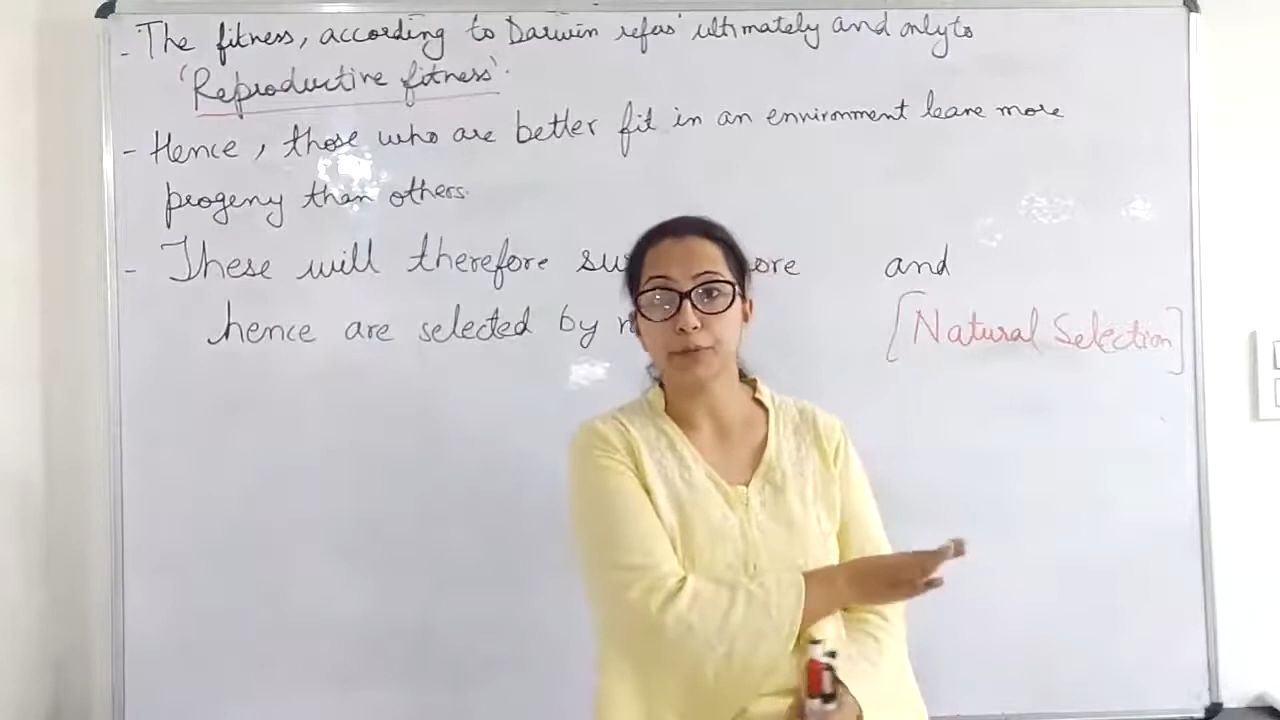 - The fitness, according to Darwin refers ultimately and only to
'Reproductive fitness'.
- Hence, those who are better fit in an environment leave more
progeny than others.
- These will therefore ore and
hence are selected by [Natural Selection]